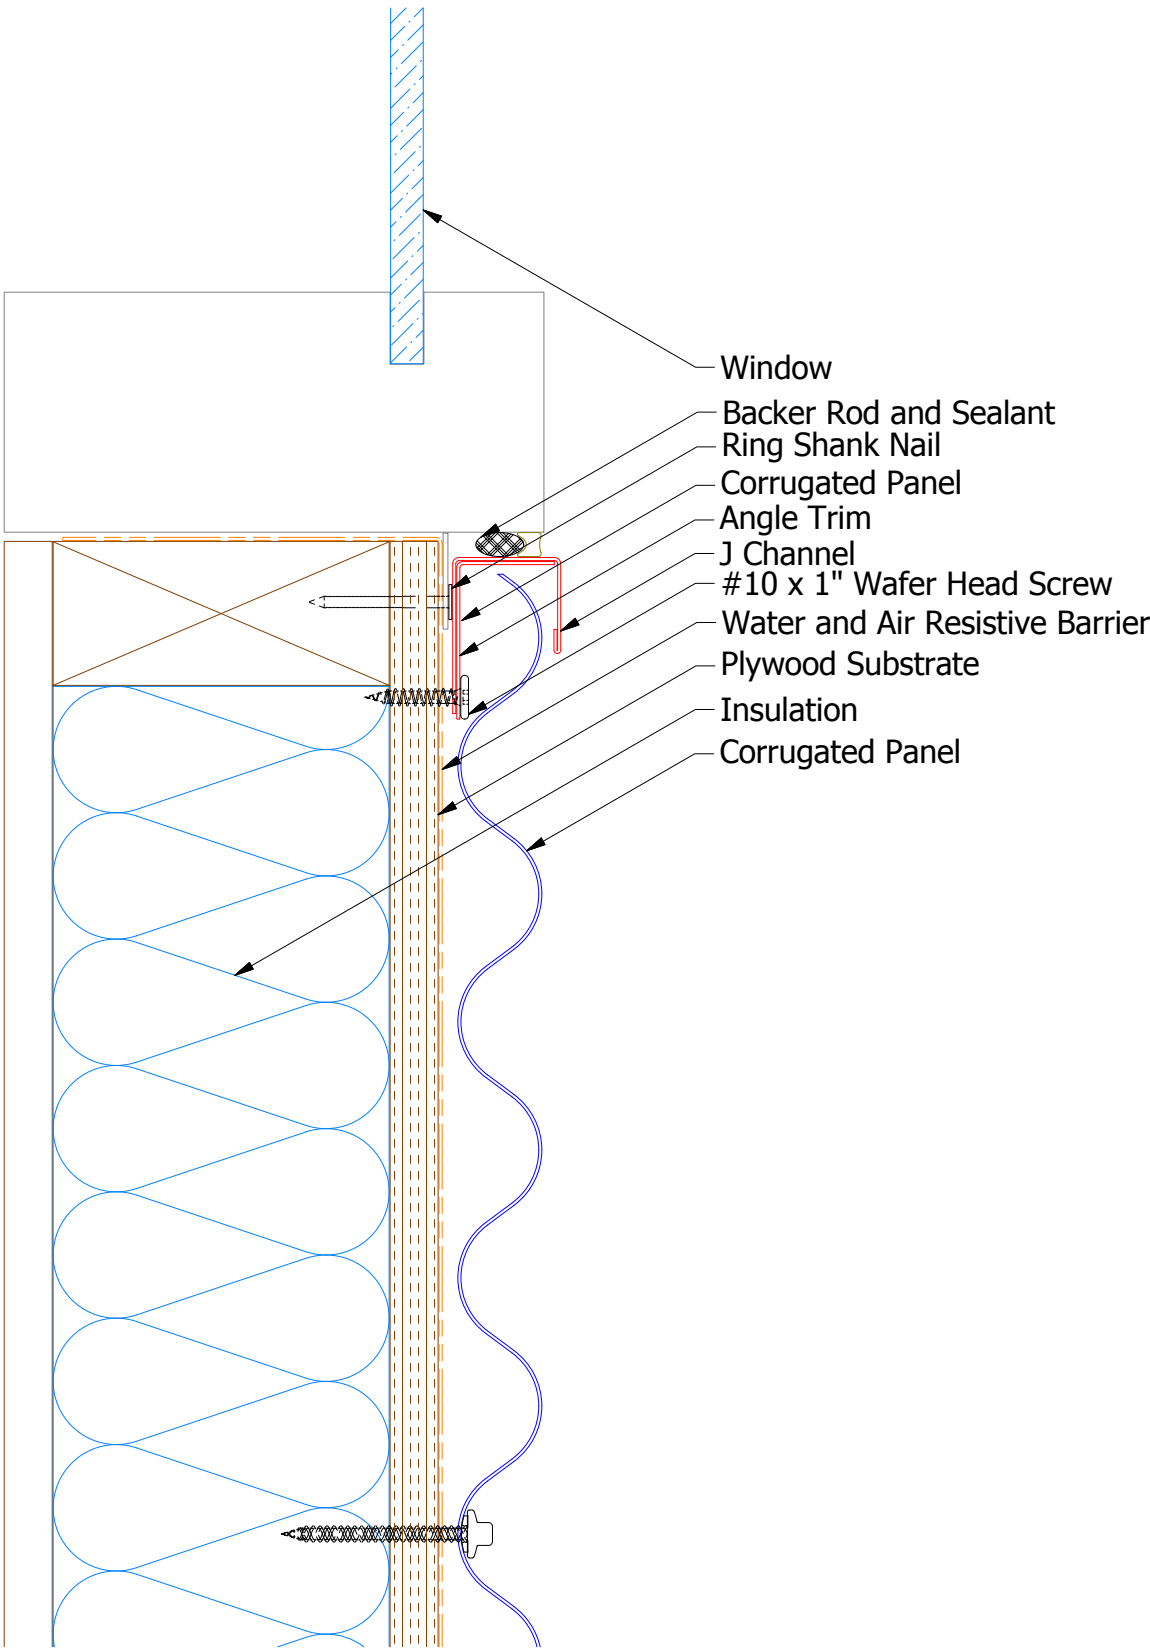 Window
Backer Rod and Sealant
Ring Shank Nail
Corrugated Panel
Angle Trim
J Channel
#10 x 1" Wafer Head Screw
Water and Air Resistive Barrier
Plywood Substrate
Insulation
Corrugated Panel